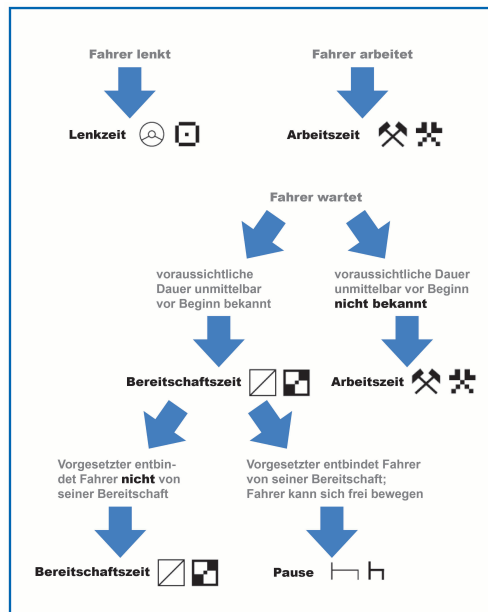 Fahrer lenkt
Fahrer arbeitet
Lenkzeit
Arbeitszeit
Fahrer wartet
voraussichtliche
Dauer unmittelbar
vor Beginn bekannt
voraussichtliche Dauer
unmittelbar vor Beginn
nicht bekannt
Bereitschaftszeit
Arbeitszeit
Vorgesetzter entbin-
det Fahrer nicht von
seiner Bereitschaft
Vorgesetzter entbindet Fahrer
von seiner Bereitschaft;
Fahrer kann sich frei bewegen
Bereitschaftszeit
Pause